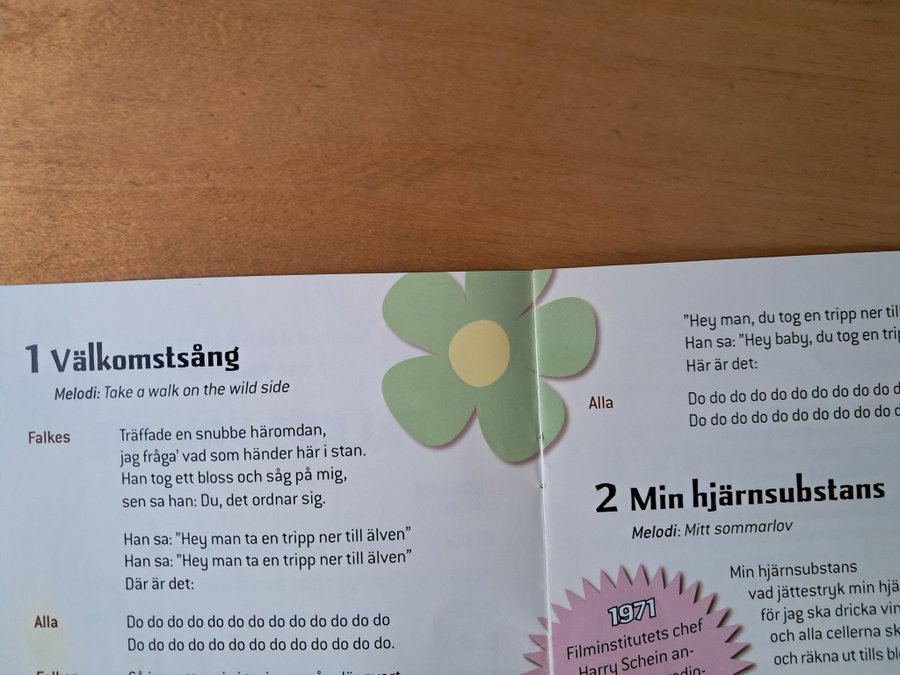 1 Välkomstsång
Melodi: Take a walk on the wild side
Falkes
Träffade en snubbe häromdan,
jag fråga' vad som händer här i stan.
Han tog ett bloss och såg på mig,
sen sa han: Du, det ordnar sig.
Han sa: "Hey man ta en tripp ner till älven"
Han sa: "Hey man ta en tripp ner till älven"
Där är det:
Alla
Do do do do do do do do do do do do do
Do do do do do do do do do do do do do.
"Hey man, du tog en tripp ner till
Han sa: "Hey baby, du tog en
Här är det:
Alla
Do do do do do do do do do do
Do do do do do do do do do do
2 Min hjärnsubstans
Melodi: Mitt sommarlov
Min hjärnsubstans
vad jättestryk min
för jag ska dricka
och alla cellerna
och räkna ut tills
1971
Filminstitutets chef
Harry Schein an-